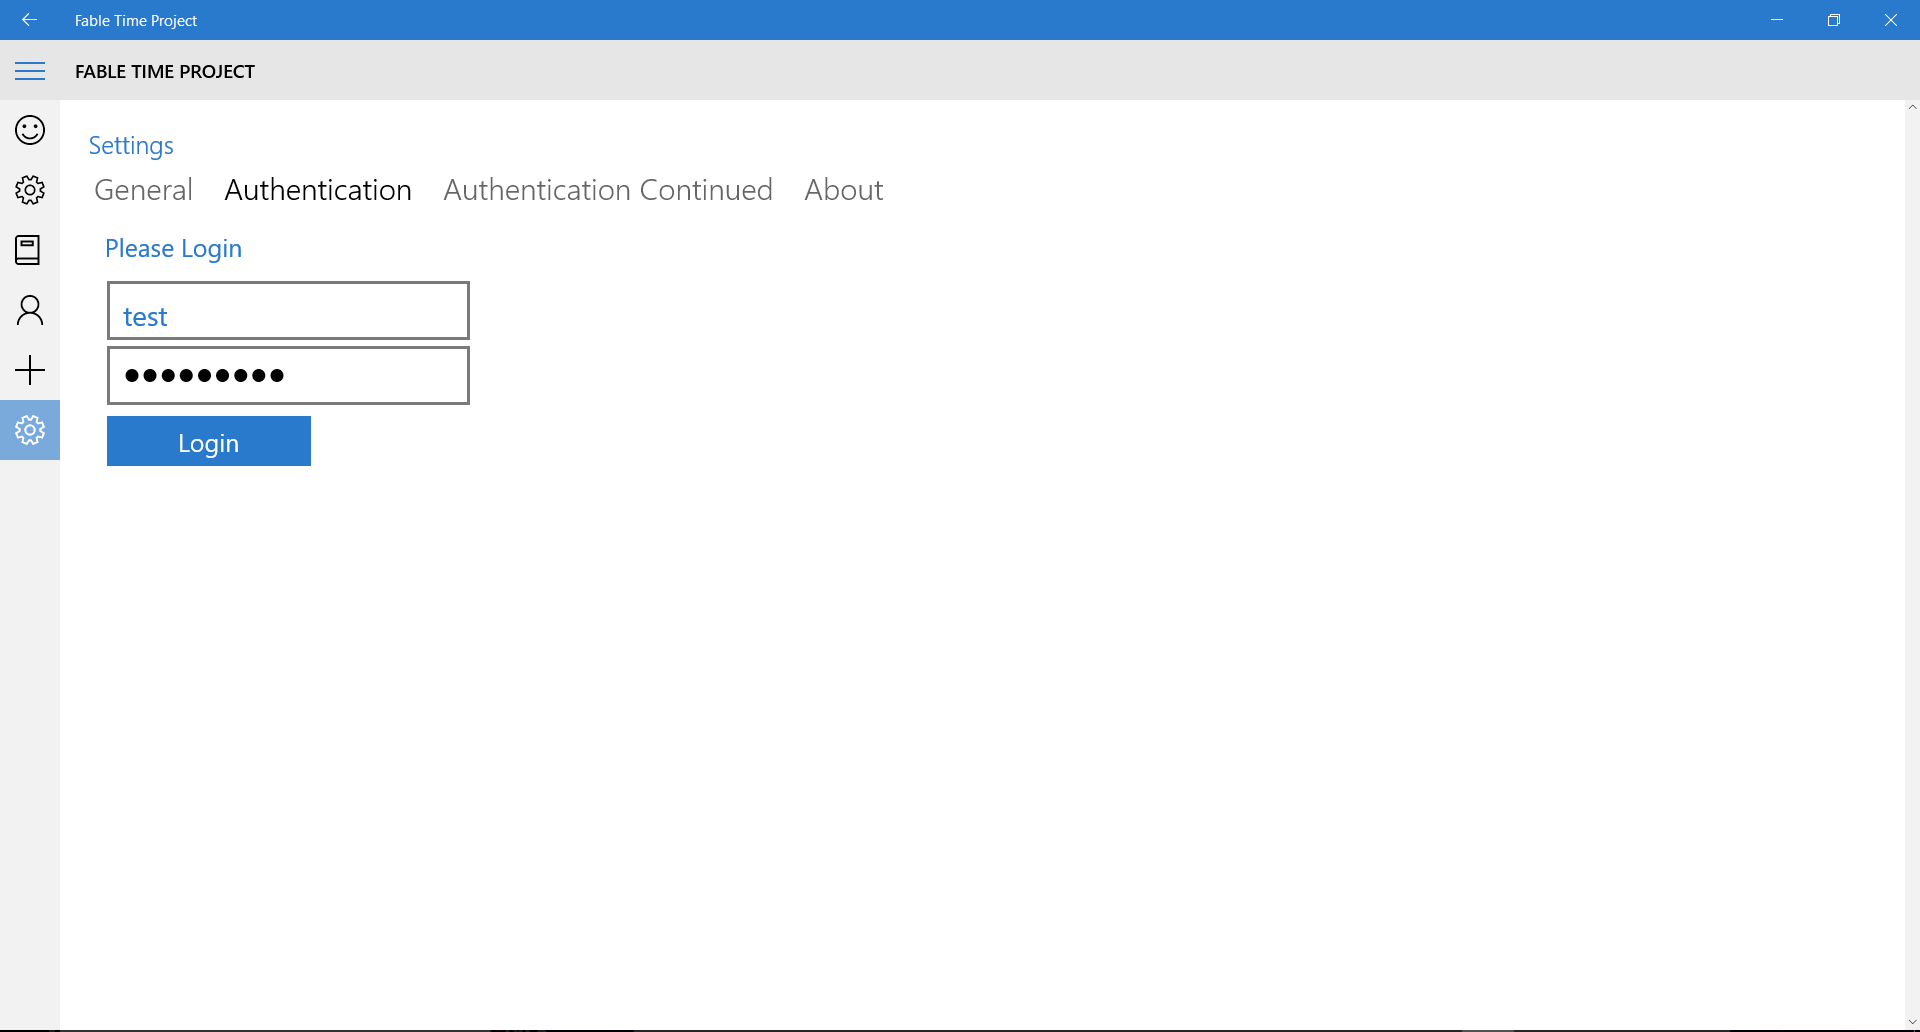 Fable Time Project
FABLE TIME PROJECT
Settings
General Authentication Authentication Continued About
Please Login
test
●●●●●●●●●
Login